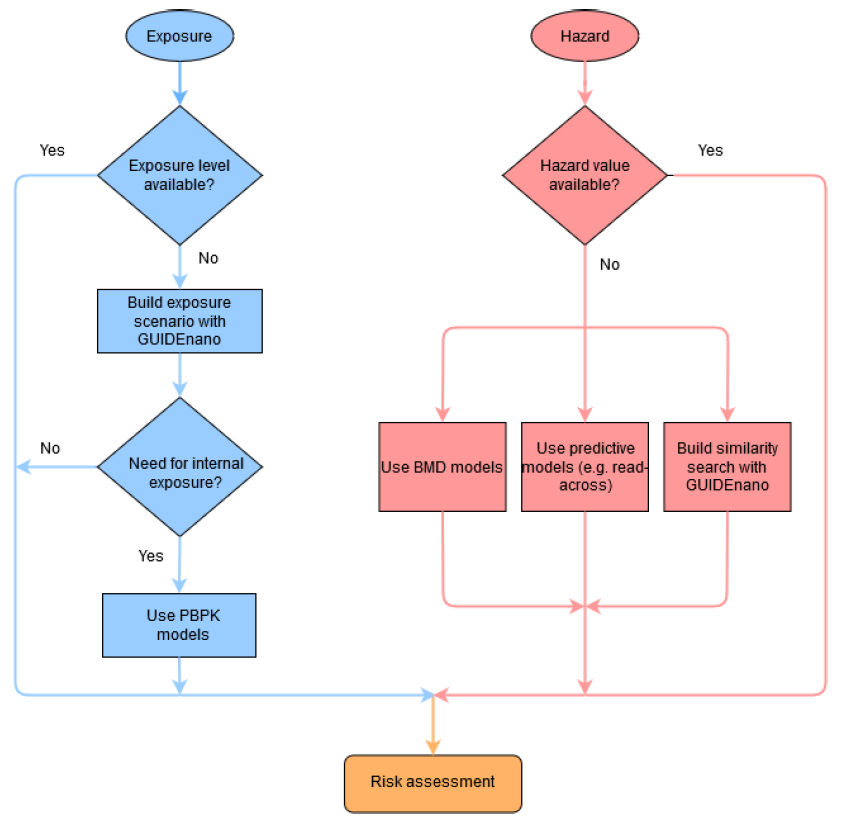 Exposure
Yes
Exposure level
available?
No
Build exposure
scenario with
GUIDEnano
No
Need for internal
exposure?
Yes
Use PBPK
models
Hazard
Hazard value
available?
Yes
No
Use BMD models
Use predictive
models (e.g. read-
across)
Build similarity
search with
GUIDEnano
Risk assessment